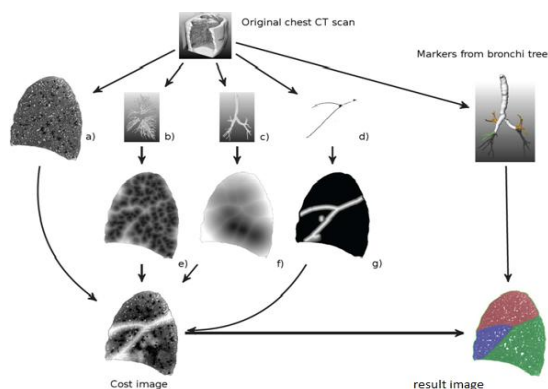 Original chest CT scan
Markers from bronchi tree
a)
b)
c)
d)
e)
f)
g)
Cost image
result image